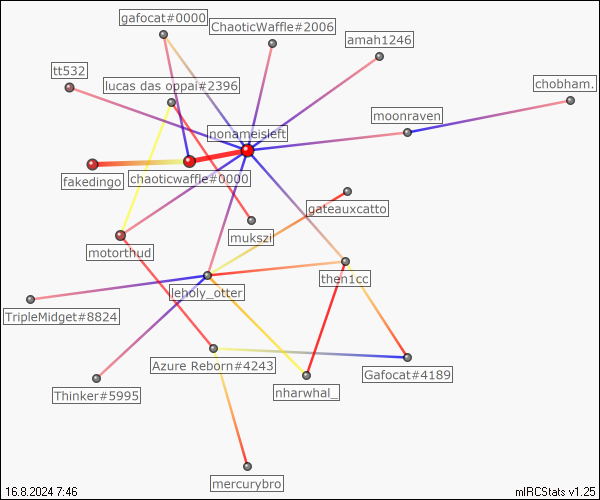 gafocat#0000
ChaoticWaffle#2006
amah1246
tt532
lucas das oppai#2396
chobham.
moonraven
nonameisleft
fakedingo
chaoticwaffle#0000
gateauxcatto
mukszi
motorthud
then1cc
leholy_otter
TripleMidget#8824
Azure Reborn#4243
Gafocat#4189
Thinker#5995
nharwhal_
mercurybro
16.8.2024 7:46
mIRCStats v1.25